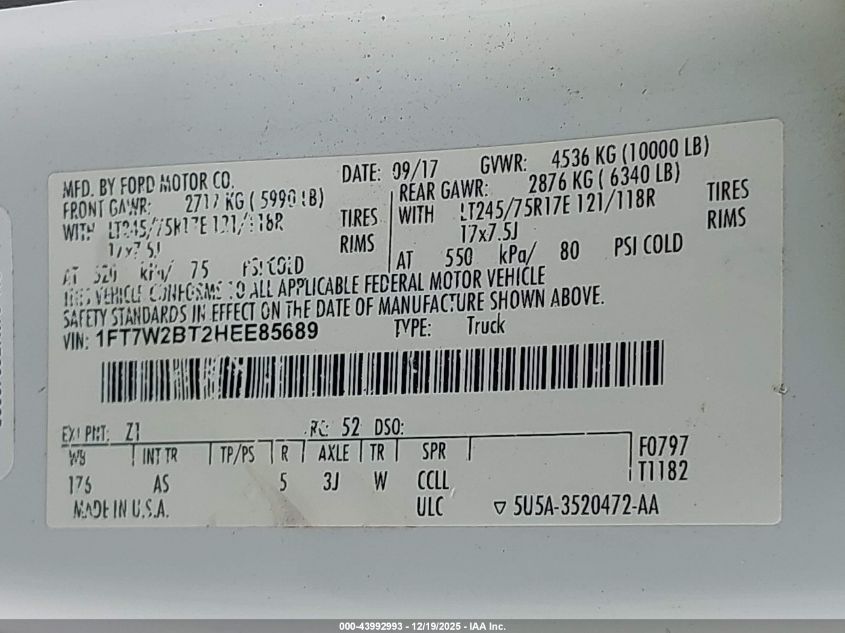 MFD. BY FORD MOTOR CO. DATE: 09/17 GVWR: 4536 KG (10000 LB)
FRONT GAWR: 2717 KG ( 5990 LB) REAR GAWR: 2876 KG ( 6340 LB)
WITH LT245/75R17E 121/118R TIRES WITH LT245/75R17E 121/118R TIRES
17x7.5J RIMS 17x7.5J RIMS
AT 520 kPa/ 75 PSI COLD AT 550 kPa/ 80 PSI COLD
THIS VEHICLE CONFORMS TO ALL APPLICABLE FEDERAL MOTOR VEHICLE
SAFETY STANDARDS IN EFFECT ON THE DATE OF MANUFACTURE SHOWN ABOVE.
VIN: 1FT7W2BT2HEE85689 TYPE: Truck
EXT PNT: Z1 RC: 52 DSO:
WB INT TR TP/PS R AXLE TR SPR F0797
176 AS 5 3J W CCLL T1182
MADE IN U.S.A. ULC 5U5A-3520472-AA
000-43992993 - 12/19/2025 - IAA Inc.